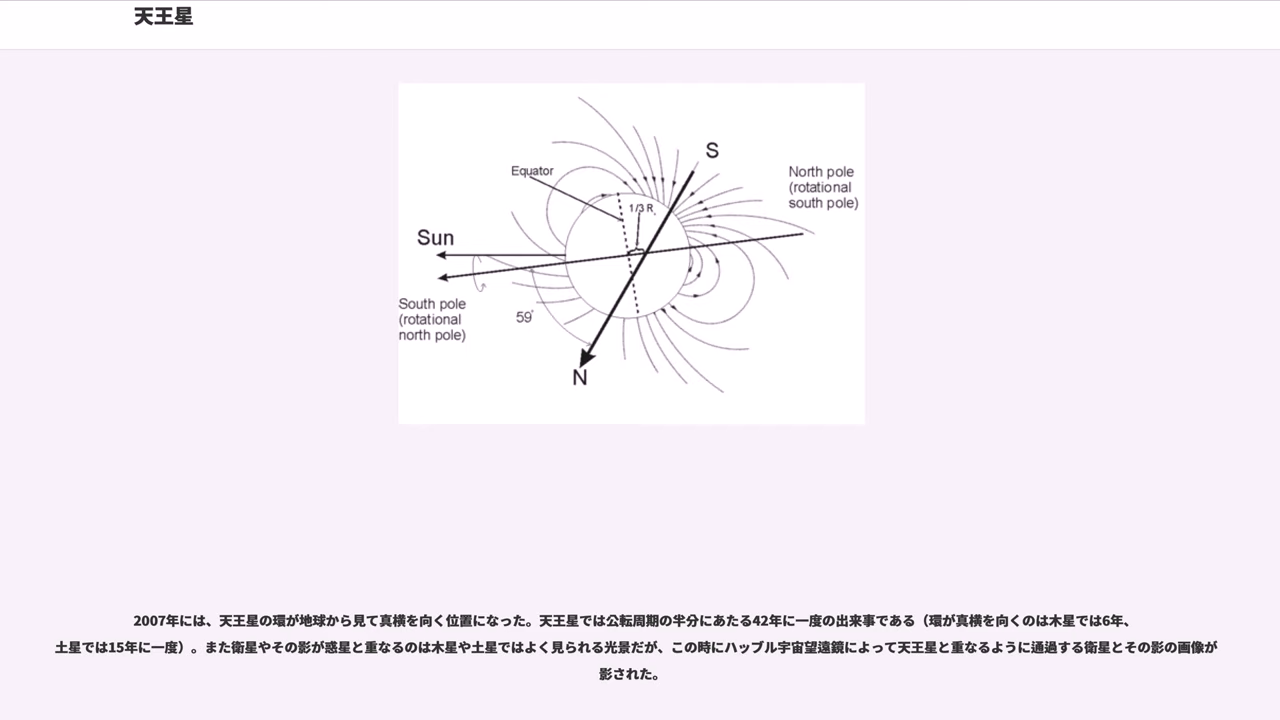 天王星
S
Equator
North pole
(rotational
south pole)
1/3 R
Sun
South pole
(rotational
north pole)
59°
N
2007年には、天王星の環が地球から見て真横を向く位置になった。天王星では公転周期の半分にあたる42年に一度の出来事である（環が真横を向くのは木星では6年、
土星では15年に一度）。また衛星やその影が惑星と重なるのは木星や土星ではよく見られる光景だが、この時にハッブル宇宙望遠鏡によって天王星と重なるように通過する衛星とその影の画像が
影された。